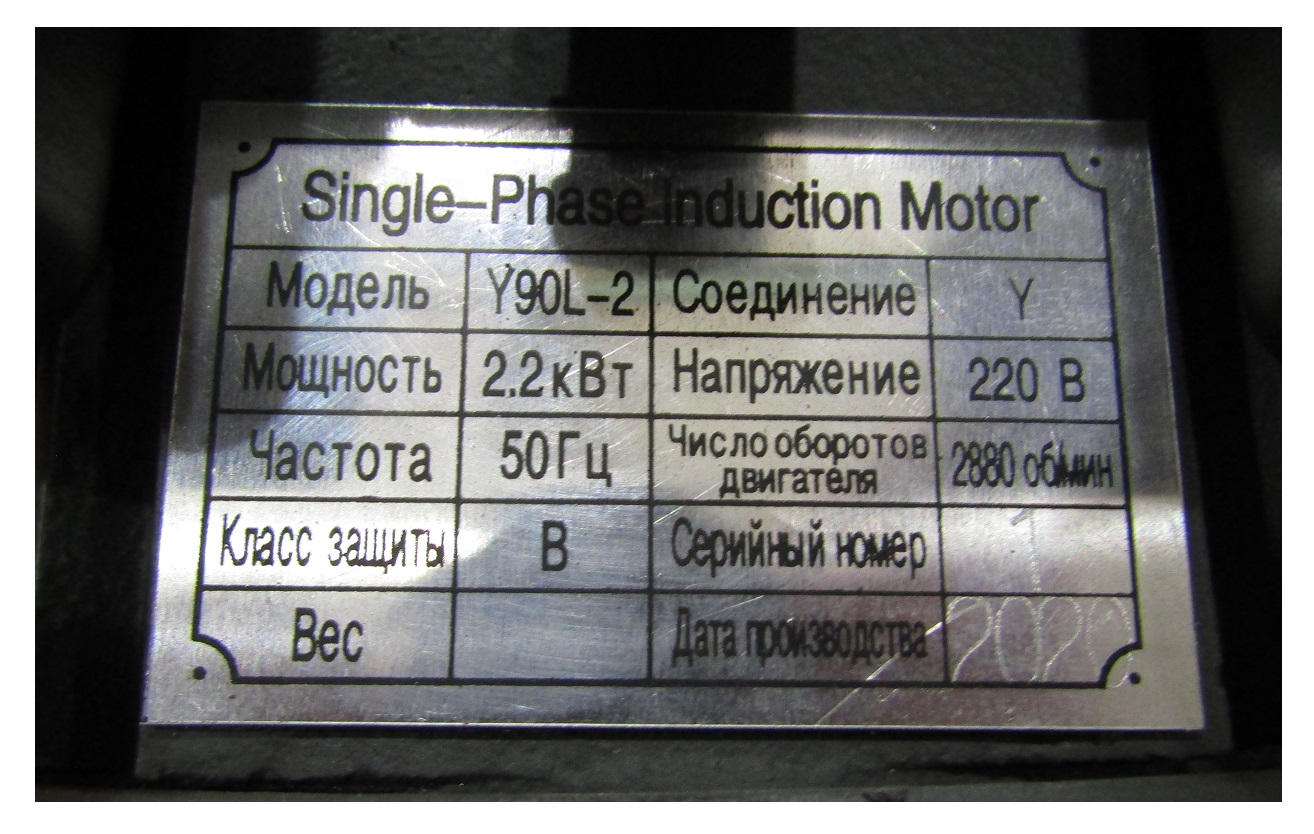 Single-Phase Induction Motor
Модель Y90L-2 Соединение Y
Мощность 2.2кВт Напряжение 220 В
Частота 50Гц Число оборотов двигателя 2880 об/мин
Класс защиты B Серийный номер 1
Вес Дата производства 2020